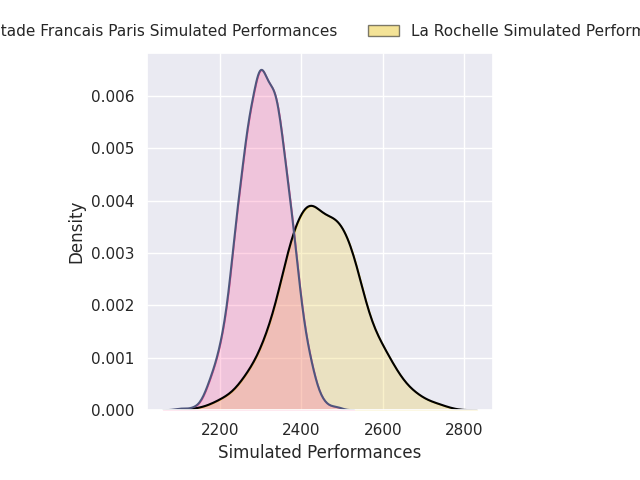 tade Francais Paris Simulated Performances
La Rochelle Simulated Perforn
0.006
0.005
0.004
0.003
0.002
0.001
0.000
Density
2200 2400 2600 2800
Simulated Performances